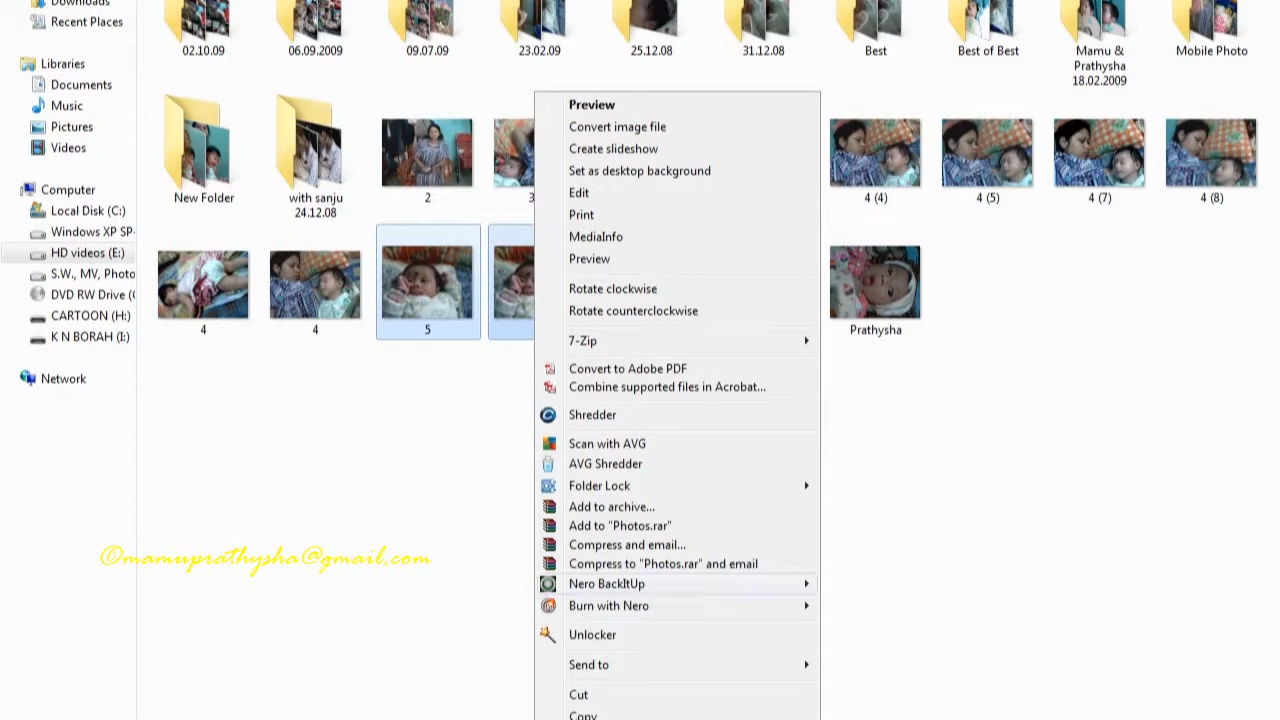 Downloads
Recent Places
Libraries
Documents
Music
Pictures
Videos
Computer
Local Disk (C:)
Windows XP SP-
HD videos (E:)
S.W., MV, Photo
DVD RW Drive (
CARTOON (H:)
K N BORAH (I:)
Network
02.10.09
06.09.2009
09.07.09
23.02.09
25.12.08
31.12.08
Best
Best of Best
Mamu &
Prathysha
18.02.2009
Mobile Photo
New Folder
with sanju
24.12.08
2
3
4 (4)
4 (5)
4 (7)
4 (8)
4
4
5
Prathysha
Preview
Convert image file
Create slideshow
Set as desktop background
Edit
Print
MediaInfo
Preview
Rotate clockwise
Rotate counterclockwise
7-Zip
Convert to Adobe PDF
Combine supported files in Acrobat...
Shredder
Scan with AVG
AVG Shredder
Folder Lock
Add to archive...
Add to "Photos.rar"
Compress and email...
Compress to "Photos.rar" and email
Nero BackItUp
Burn with Nero
Unlocker
Send to
Cut
Copy
©mamuprathysha@gmail.com